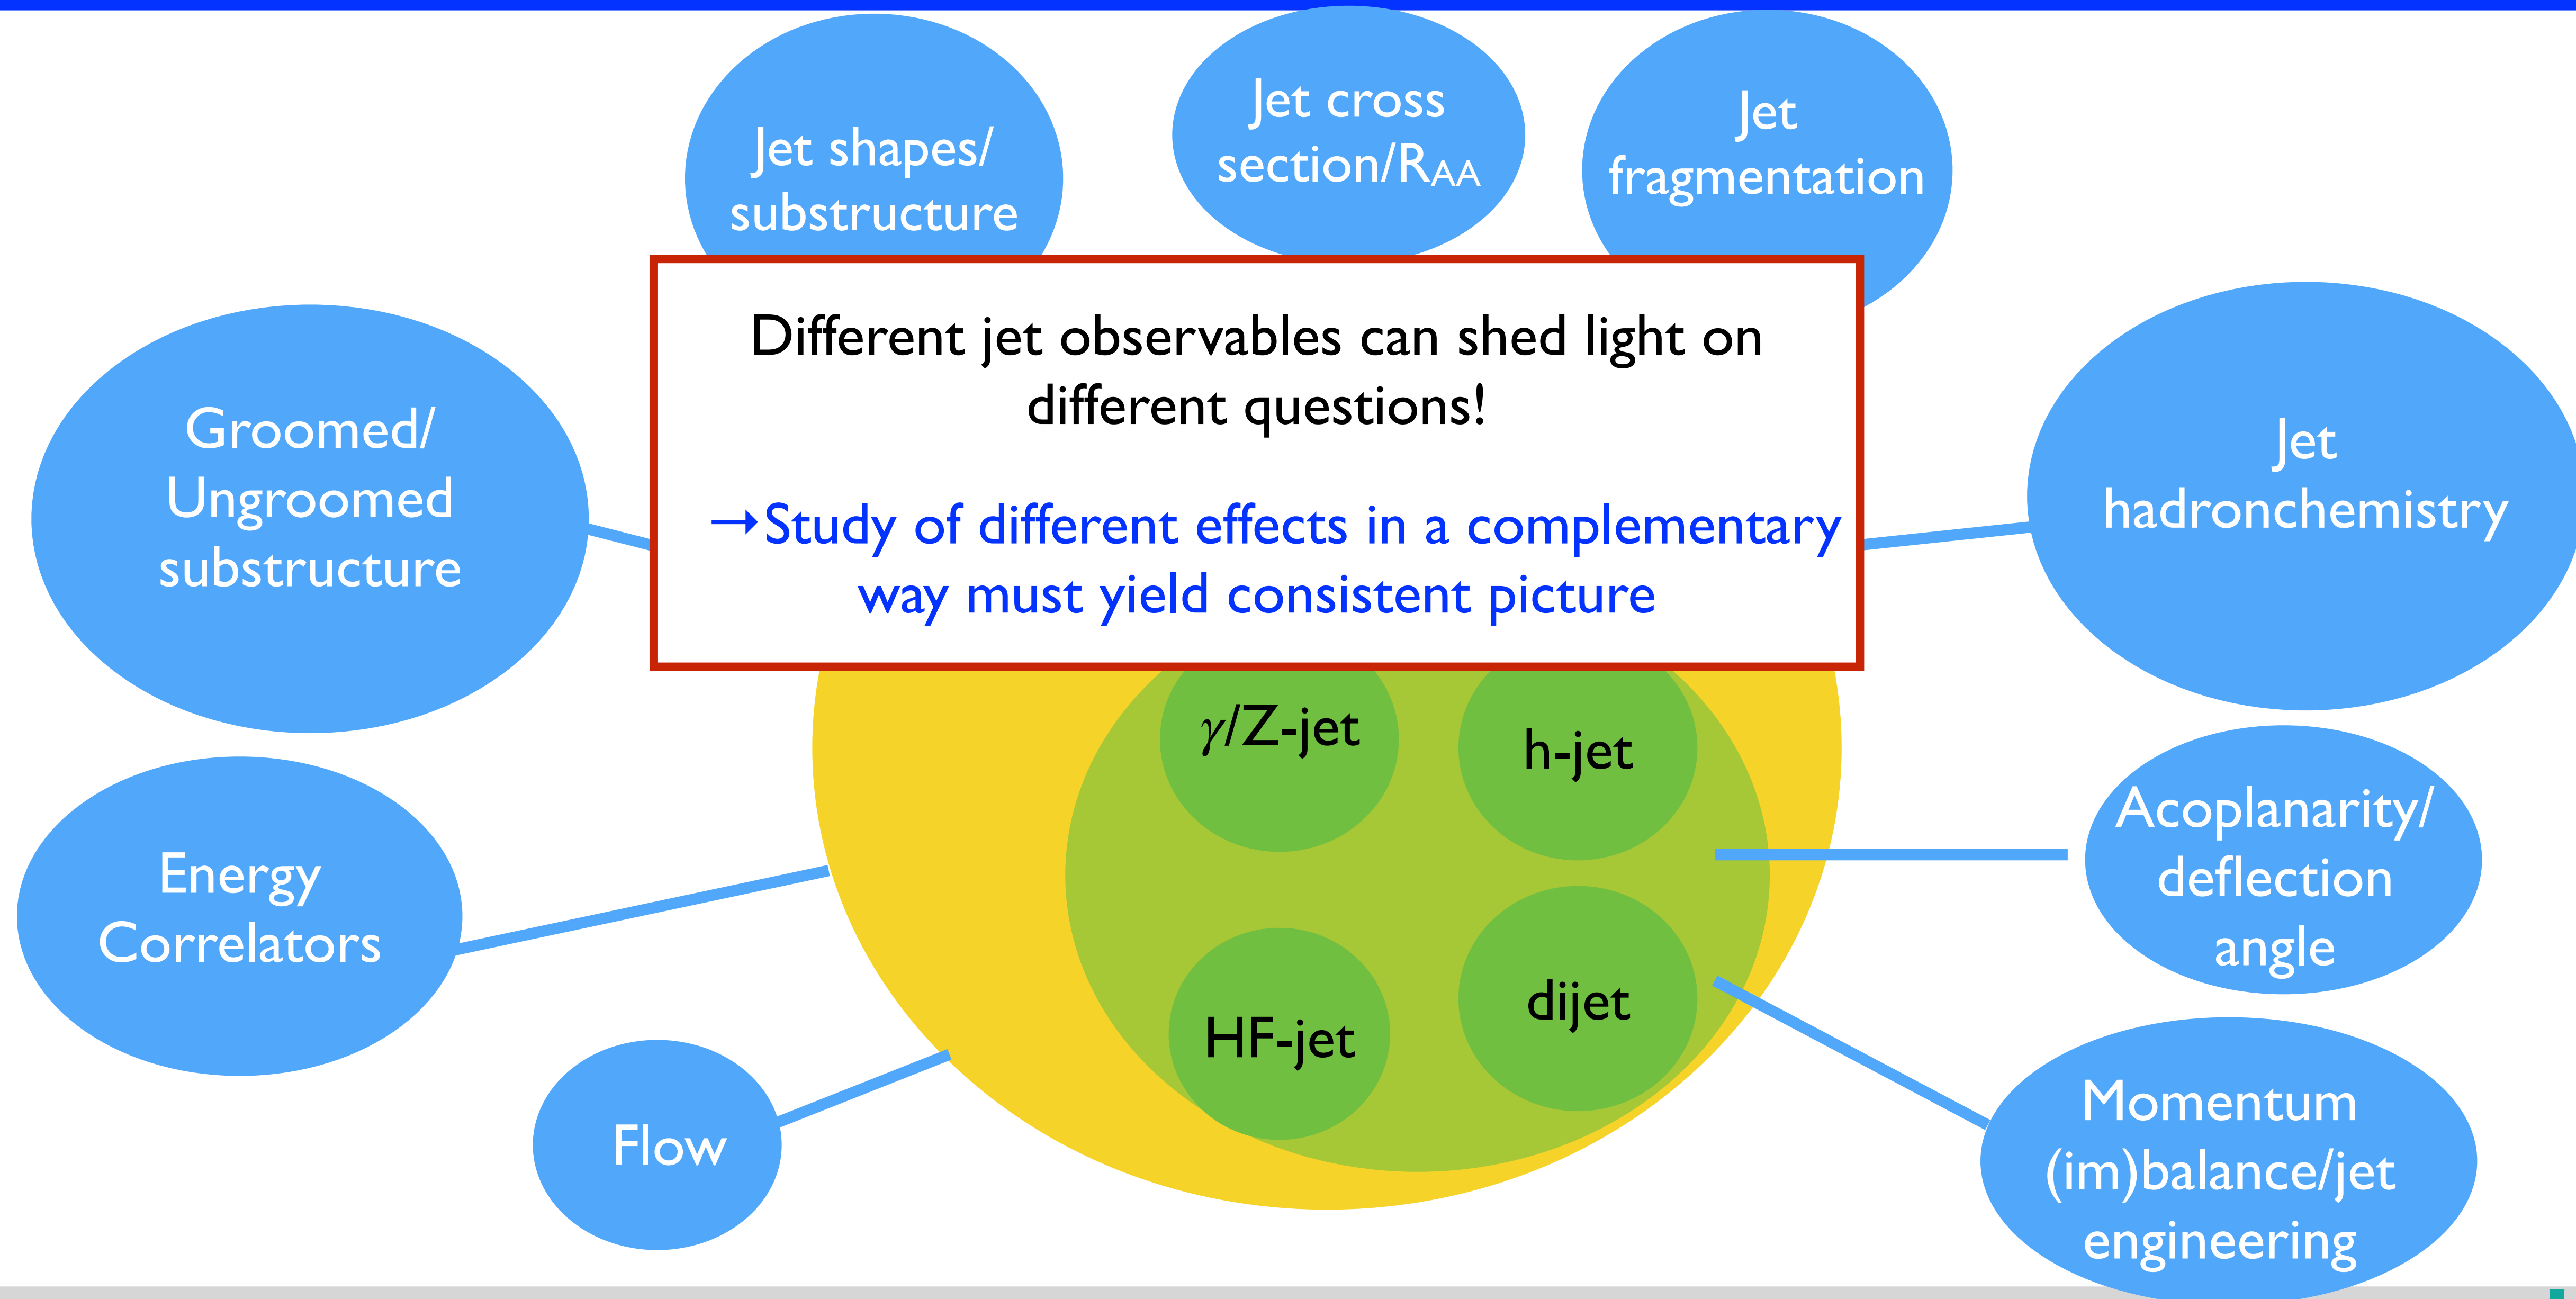 Jet shapes/
substructure
Jet cross
section/RAA
Jet
fragmentation
Groomed/
Ungroomed
substructure
Different jet observables can shed light on
different questions!
→Study of different effects in a complementary
way must yield consistent picture
Jet
hadronchemistry
γ/Z-jet
h-jet
Energy
Correlators
Acoplanarity/
deflection
angle
HF-jet
dijet
Flow
Momentum
(im)balance/jet
engineering